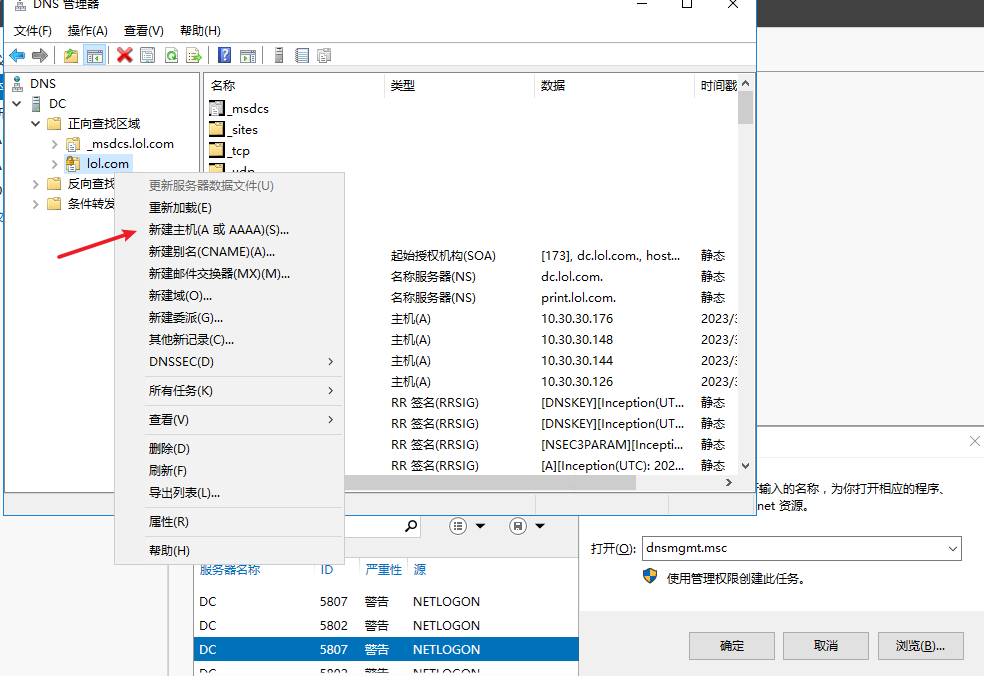 DNS 管理器
文件(F) 操作(A) 查看(V) 帮助(H)
DNS
DC
正向查找区域
_msdcs.lol.com
lol.com
反向查找
条件转发
名称 类型 数据 时间戳
_msdcs
_sites
_tcp
_udp
起始授权机构(SOA) [173], dc.lol.com., host... 静态
名称服务器(NS) dc.lol.com. 静态
名称服务器(NS) print.lol.com. 静态
主机(A) 10.30.30.176 2023/3
主机(A) 10.30.30.148 2023/3
主机(A) 10.30.30.144 2023/3
主机(A) 10.30.30.126 2023/3
RR 签名(RRSIG) [DNSKEY][Inception(UT... 静态
RR 签名(RRSIG) [DNSKEY][Inception(UT... 静态
RR 签名(RRSIG) [NSEC3PARAM][Incepti... 静态
RR 签名(RRSIG) [A][Inception(UTC): 202... 静态
更新服务器数据文件(U)
重新加载(E)
新建主机(A 或 AAAA)(S)...
新建别名(CNAME)(A)...
新建邮件交换器(MX)(M)...
新建域(O)...
新建委派(G)...
其他新记录(C)...
DNSSEC(D)
所有任务(K)
查看(V)
删除(D)
刷新(F)
导出列表(L)...
属性(R)
帮助(H)
服务器名称 ID 严重性 源
DC 5807 警告 NETLOGON
DC 5802 警告 NETLOGON
DC 5807 警告 NETLOGON
DC 5802 警告 NETLOGON
输入的名称，为你打开相应的程序、
net 资源。
打开(O): dnsmgmt.msc
使用管理权限创建此任务。
确定 取消 浏览(B)...